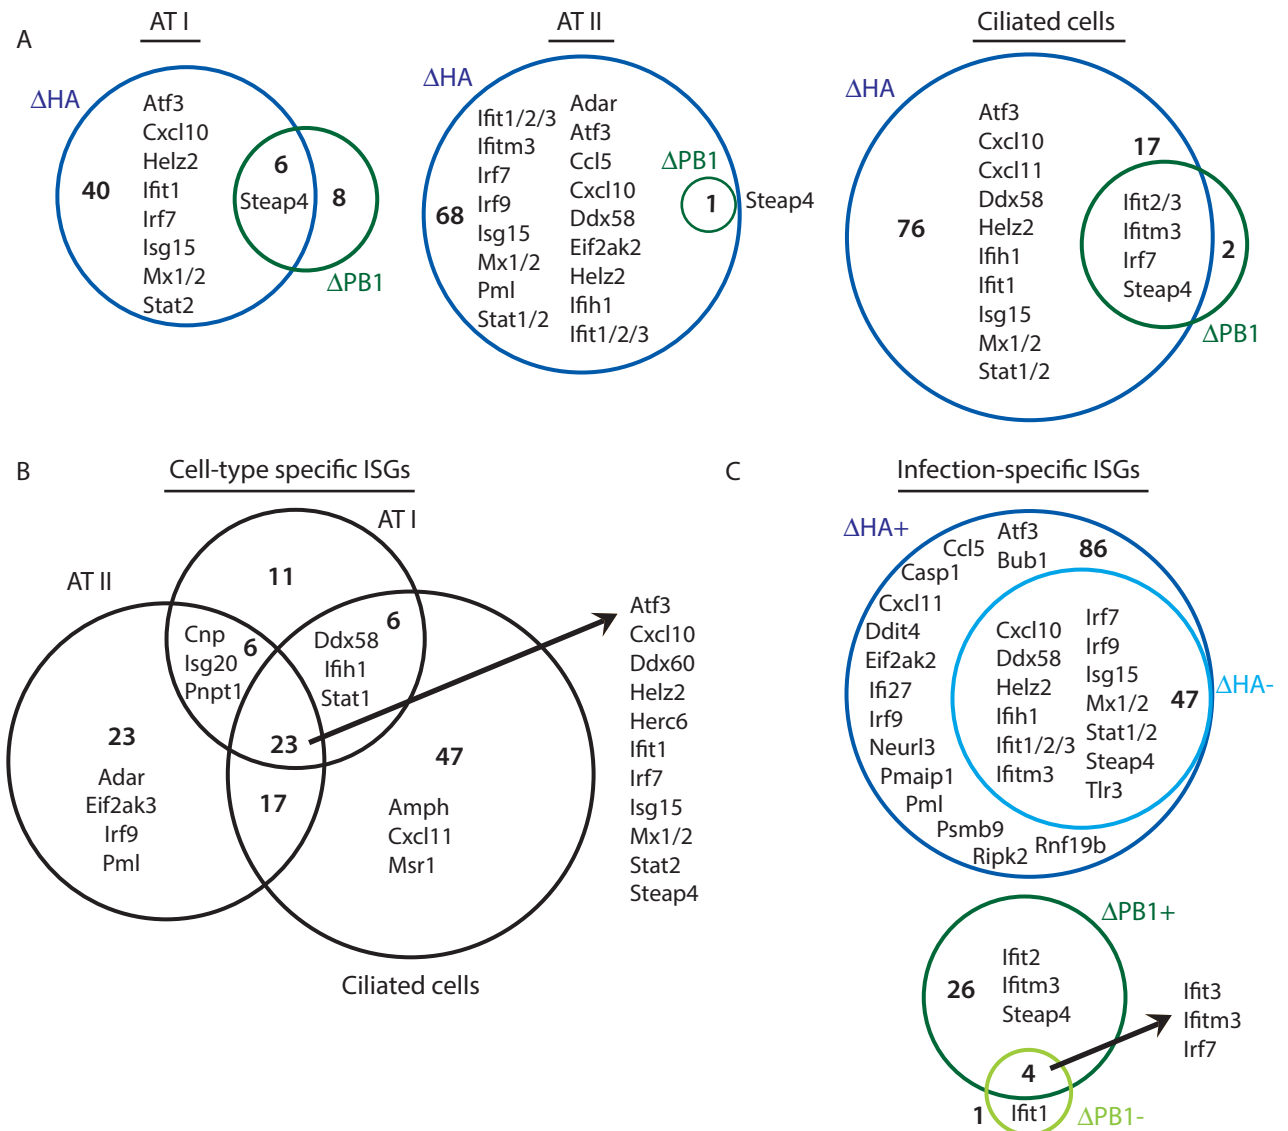 A
AT I
ΔHA
40
Atf3
Cxcl10
Helz2
Ifit1
Irf7
Isg15
Mx1/2
Stat2
6
Steap4
8
ΔPB1
AT II
ΔHA
68
Ifit1/2/3
Ifitm3
Irf7
Irf9
Isg15
Mx1/2
Pml
Stat1/2
Adar
Atf3
Ccl5
Cxcl10
Ddx58
Eif2ak2
Helz2
Ifih1
Ifit1/2/3
ΔPB1
1
Steap4
Ciliated cells
ΔHA
76
Atf3
Cxcl10
Cxcl11
Ddx58
Helz2
Ifih1
Ifit1
Isg15
Mx1/2
Stat1/2
17
Ifit2/3
Ifitm3
Irf7
Steap4
2
ΔPB1
B
Cell-type specific ISGs
AT I
11
AT II
Cnp
Isg20
Pnpt1
6
Ddx58
Ifih1
Stat1
6
23
23
Adar
Eif2ak3
Irf9
Pml
17
47
Amph
Cxcl11
Msr1
Ciliated cells
Atf3
Cxcl10
Ddx60
Helz2
Herc6
Ifit1
Irf7
Isg15
Mx1/2
Stat2
Steap4
C
Infection-specific ISGs
ΔHA+
86
Atf3
Bub1
Ccl5
Casp1
Cxcl11
Ddit4
Eif2ak2
Ifi27
Irf9
Neurl3
Pmaip1
Pml
Psmb9
Ripk2
Rnf19b
Cxcl10
Ddx58
Helz2
Ifih1
Ifit1/2/3
Ifitm3
Irf7
Irf9
Isg15
Mx1/2
Stat1/2
Steap4
Tlr3
47
ΔHA-
ΔPB1+
26
Ifit2
Ifitm3
Steap4
4
Ifit3
Ifitm3
Irf7
1
Ifit1
ΔPB1-